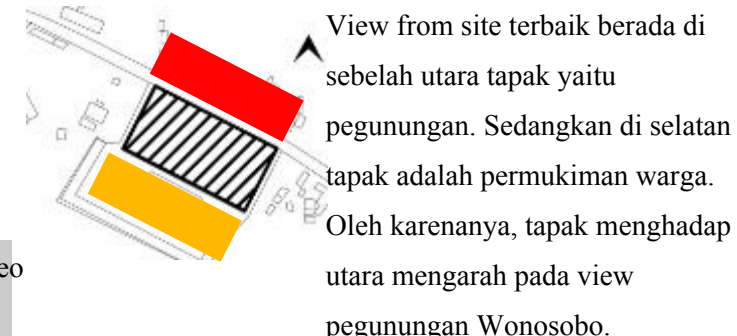 View from site terbaik berada di
sebelah utara tapak yaitu
pegunungan. Sedangkan di selatan
tapak adalah permukiman warga.
Oleh karenanya, tapak menghadap
utara mengarah pada view
pegunungan Wonosobo.
eo